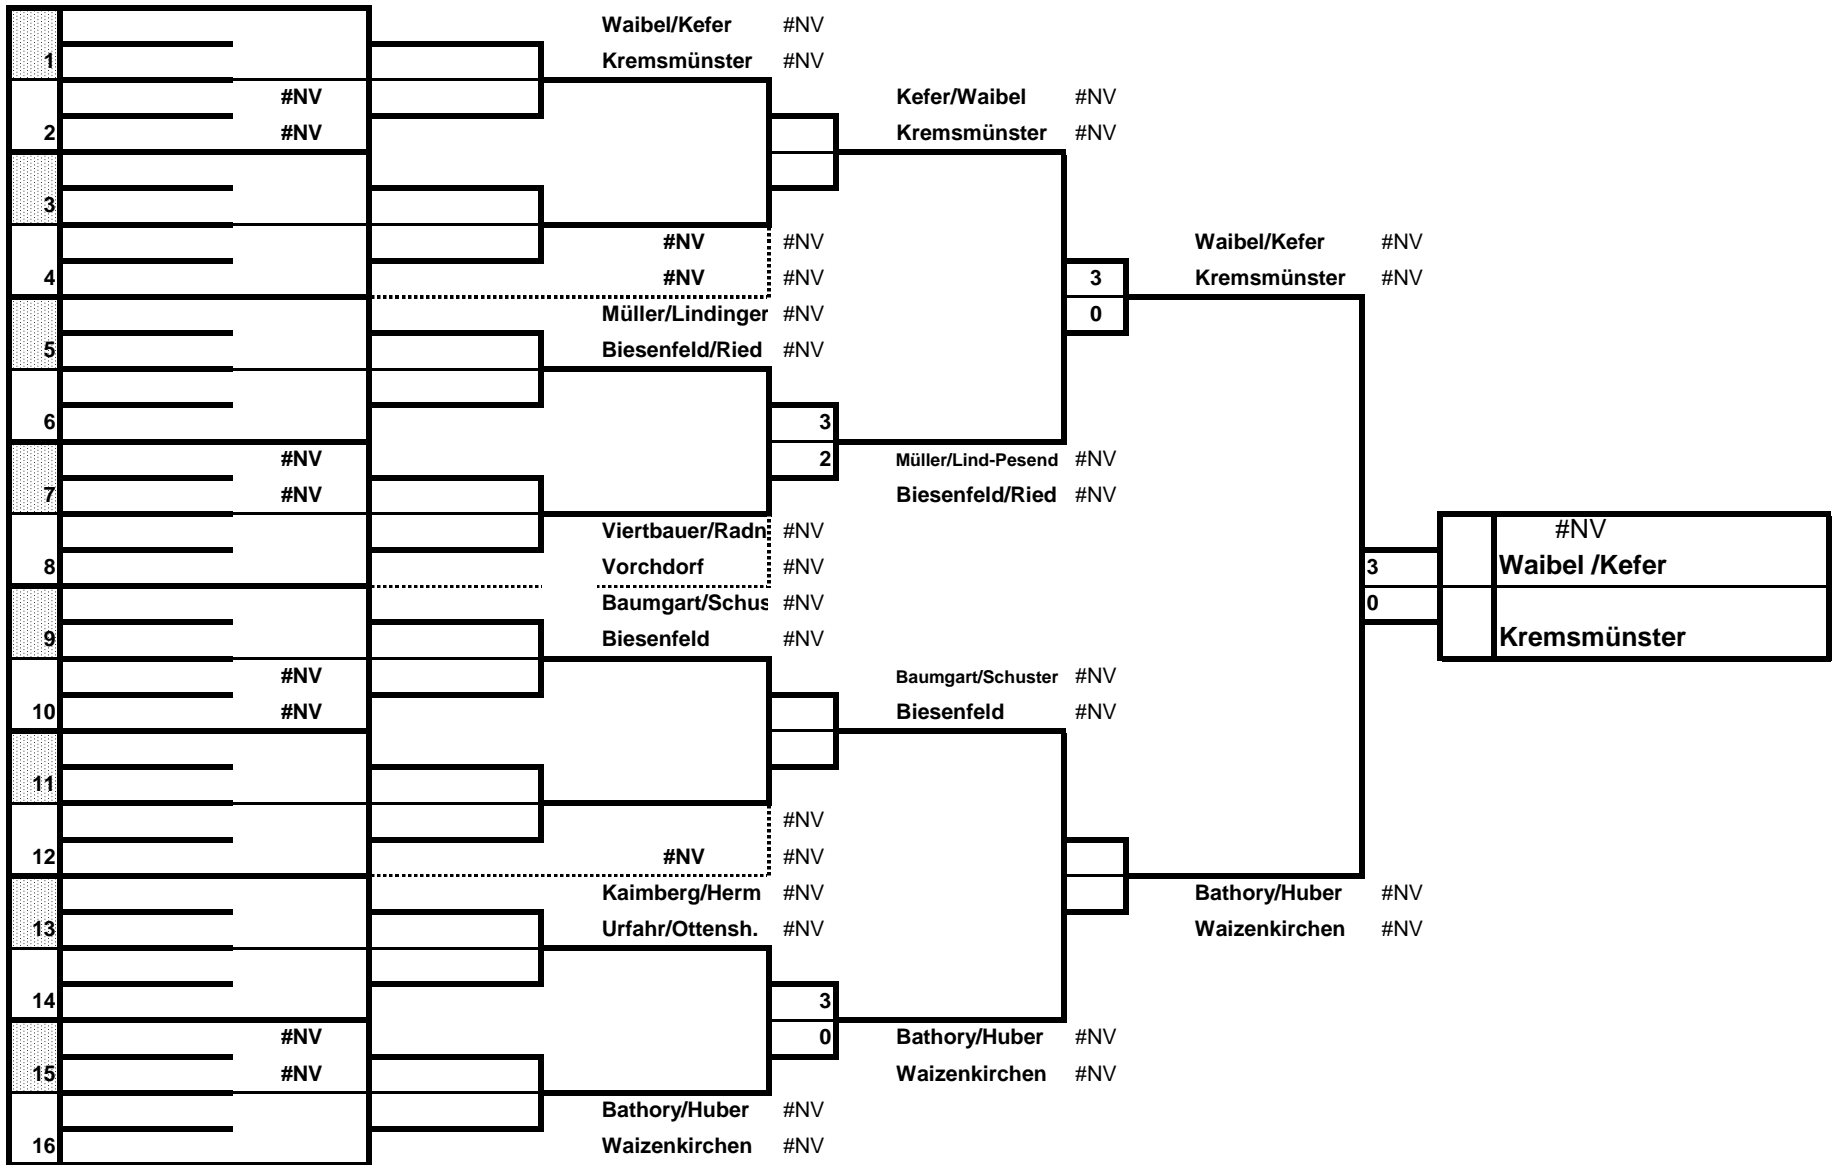 Waibel/Kefer #NV
1 Kremsmünster #NV
#NV Kefer/Waibel #NV
2 #NV Kremsmünster #NV
3
#NV #NV Waibel/Kefer #NV
4 #NV #NV 3 Kremsmünster #NV
Müller/Lindinger #NV 0
5 Biesenfeld/Ried #NV
6 3
#NV 2 Müller/Lind-Pesend #NV
7 #NV Biesenfeld/Ried #NV
Viertbauer/Radn #NV #NV
8 Vorchdorf #NV 3 Waibel /Kefer
Baumgart/Schus #NV 0
9 Biesenfeld #NV Kremsmünster
#NV Baumgart/Schuster #NV
10 #NV Biesenfeld #NV
11
#NV
12 #NV #NV
Kaimberg/Herm #NV Bathory/Huber #NV
13 Urfahr/Ottensh. #NV Waizenkirchen #NV
14 3
#NV 0 Bathory/Huber #NV
15 #NV Waizenkirchen #NV
Bathory/Huber #NV
16 Waizenkirchen #NV